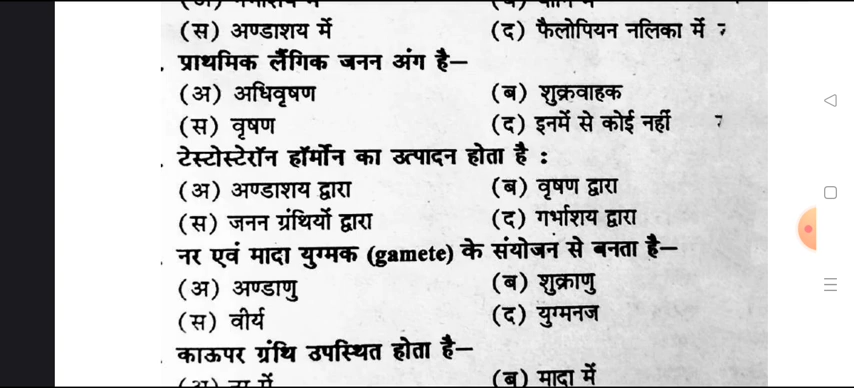 (स) अण्डाशय में (द) फैलोपियन नलिका में
प्राथमिक लैंगिक जनन अंग है—
(अ) अधिवृषण (ब) शुक्रवाहक
(स) वृषण (द) इनमें से कोई नहीं
टेस्टोस्टेरॉन हॉर्मोन का उत्पादन होता है :
(अ) अण्डाशय द्वारा (ब) वृषण द्वारा
(स) जनन ग्रंथियों द्वारा (द) गर्भाशय द्वारा
नर एवं मादा युग्मक (gamete) के संयोजन से बनता है—
(अ) अण्डाणु (ब) शुक्राणु
(स) वीर्य (द) युग्मनज
काऊपर ग्रंथि उपस्थित होता है—
(ब) मादा में